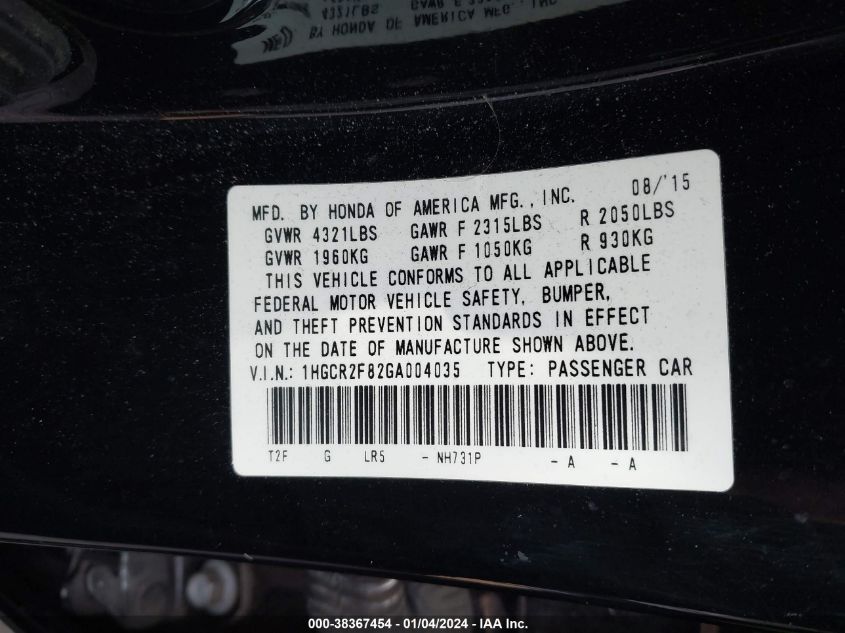 MFD. BY HONDA OF AMERICA MFG., INC. 08/'15
GVWR 4321LBS GAWR F 2315LBS R 2050LBS
GVWR 1960KG GAWR F 1050KG R 930KG
THIS VEHICLE CONFORMS TO ALL APPLICABLE
FEDERAL MOTOR VEHICLE SAFETY, BUMPER,
AND THEFT PREVENTION STANDARDS IN EFFECT
ON THE DATE OF MANUFACTURE SHOWN ABOVE.
V.I.N.: 1HGCR2F82GA004035 TYPE: PASSENGER CAR
T2F G LR5 - NH731P - A - A
000-38367454 - 01/04/2024 - IAA Inc.